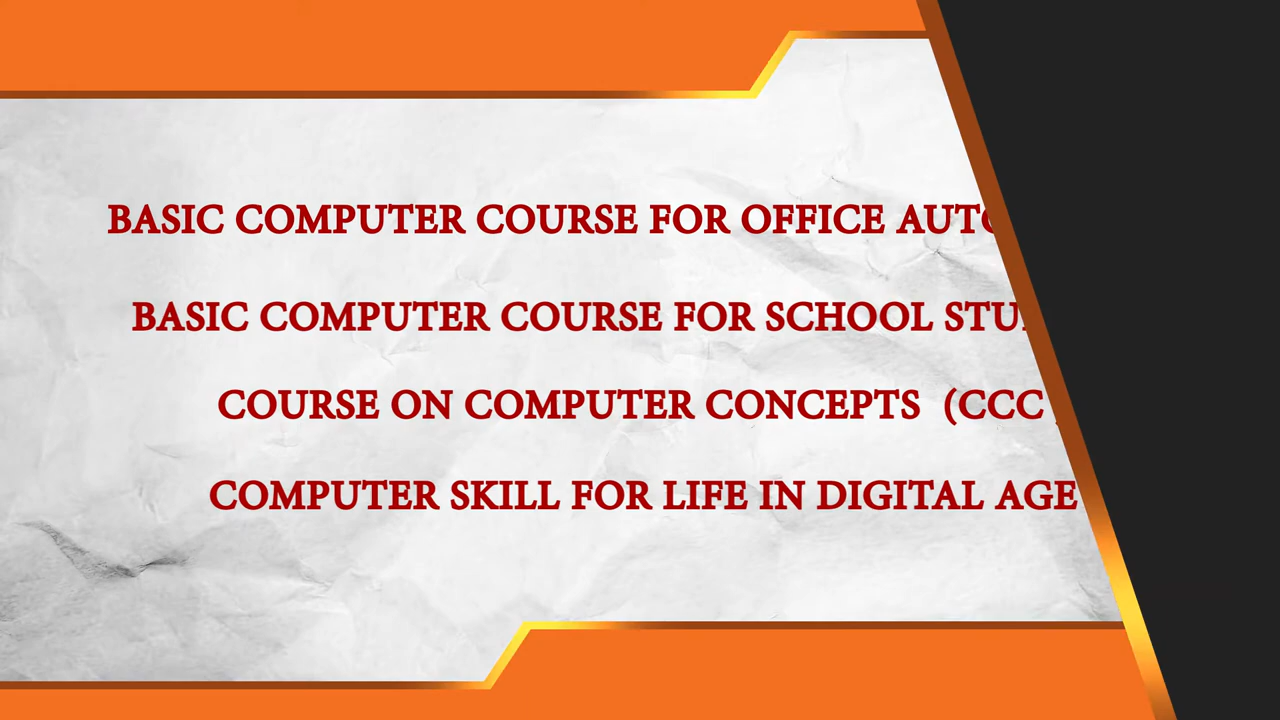 BASIC COMPUTER COURSE FOR OFFICE
BASIC COMPUTER COURSE FOR SCHOOL
COURSE ON COMPUTER CONCEPTS (CCC
COMPUTER SKILL FOR LIFE IN DIGITAL AGE